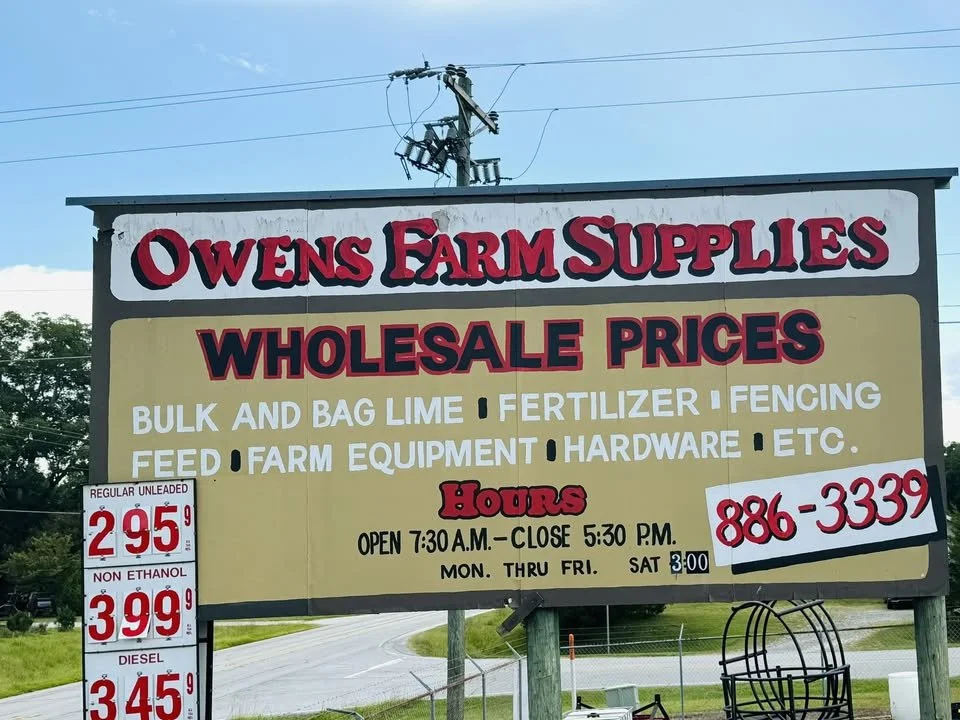 OWENS FARM SUPPLIES
WHOLESALE PRICES
BULK AND BAG LIME FERTILIZER FENCING
FEED FARM EQUIPMENT HARDWARE ETC.
HOURS
886-3339
OPEN 7:30 A.M. - CLOSE 5:30 P.M.
MON. THRU FRI. SAT 3:00
REGULAR UNLEADED
2 95 9
NON ETHANOL
3 99 9
DIESEL
3 45 9